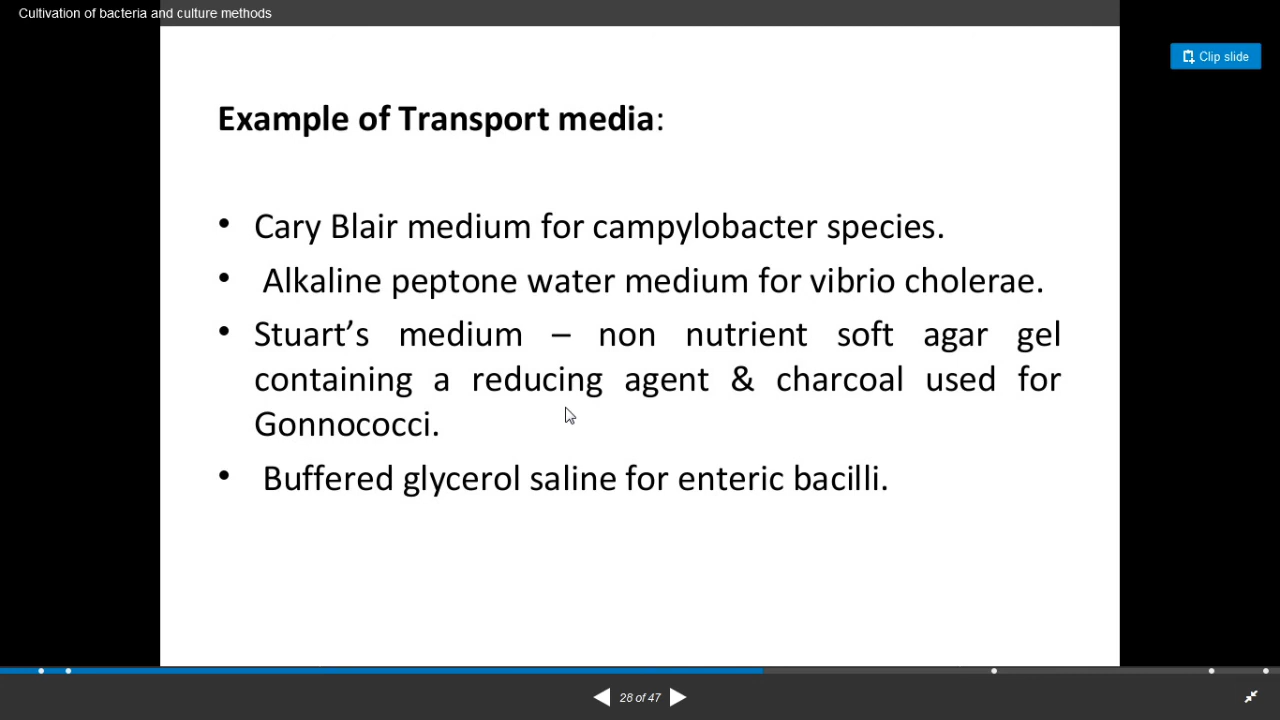 Cultivation of bacteria and culture methods
Clip slide
Example of Transport media:
• Cary Blair medium for campylobacter species.
• Alkaline peptone water medium for vibrio cholerae.
• Stuart’s medium – non nutrient soft agar gel
containing a reducing agent & charcoal used for
Gonnococci.
• Buffered glycerol saline for enteric bacilli.
28 of 47